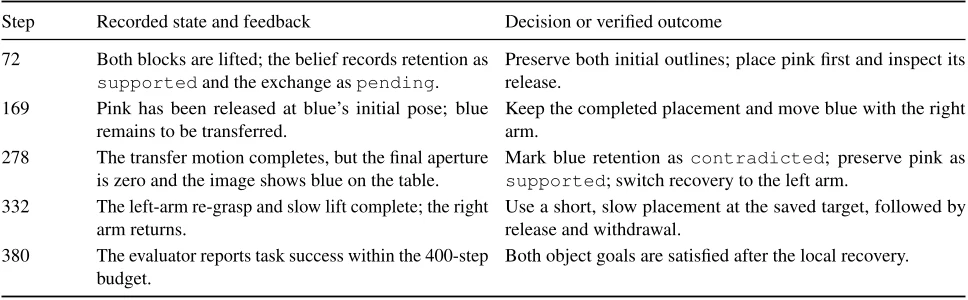 Step Recorded state and feedback Decision or verified outcome
72 Both blocks are lifted; the belief records retention as Preserve both initial outlines; place pink first and inspect its
supported and the exchange as pending. release.
169 Pink has been released at blue's initial pose; blue Keep the completed placement and move blue with the right
remains to be transferred. arm.
278 The transfer motion completes, but the final aperture Mark blue retention as contradicted; preserve pink as
is zero and the image shows blue on the table. supported; switch recovery to the left arm.
332 The left-arm re-grasp and slow lift complete; the right Use a short, slow placement at the saved target, followed by
arm returns. release and withdrawal.
380 The evaluator reports task success within the 400-step Both object goals are satisfied after the local recovery.
budget.